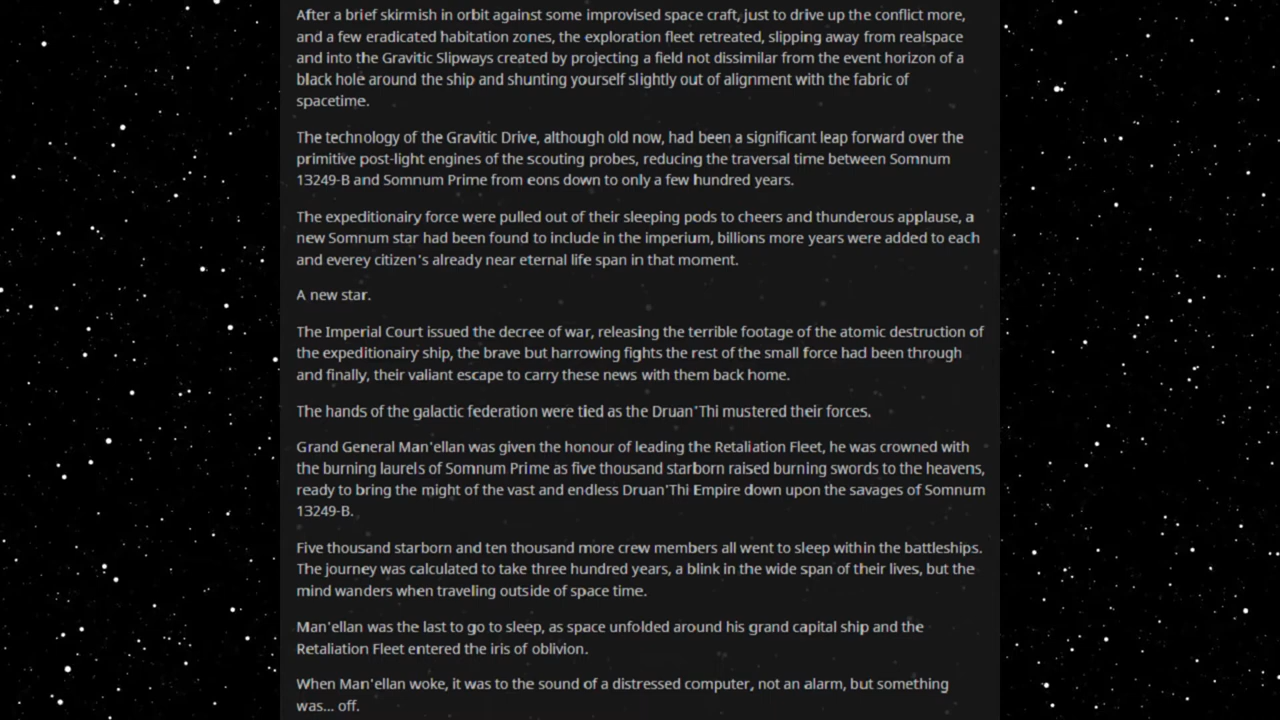 After a brief skirmish in orbit against some improvised space craft, just to drive up the conflict more,
and a few eradicated habitation zones, the exploration fleet retreated, slipping away from realspace
and into the Gravitic Slipways created by projecting a field not dissimilar from the event horizon of a
black hole around the ship and shunting yourself slightly out of alignment with the fabric of
spacetime.
The technology of the Gravitic Drive, although old now, had been a significant leap forward over the
primitive post-light engines of the scouting probes, reducing the traversal time between Somnum
13249-B and Somnum Prime from eons down to only a few hundred years.
The expeditionairy force were pulled out of their sleeping pods to cheers and thunderous applause, a
new Somnum star had been found to include in the imperium, billions more years were added to each
and everey citizen's already near eternal life span in that moment.
A new star.
The Imperial Court issued the decree of war, releasing the terrible footage of the atomic destruction of
the expeditionairy ship, the brave but harrowing fights the rest of the small force had been through
and finally, their valiant escape to carry these news with them back home.
The hands of the galactic federation were tied as the Druan'Thi mustered their forces.
Grand General Man'ellan was given the honour of leading the Retaliation Fleet, he was crowned with
the burning laurels of Somnum Prime as five thousand starborn raised burning swords to the heavens,
ready to bring the might of the vast and endless Druan'Thi Empire down upon the savages of Somnum
13249-B.
Five thousand starborn and ten thousand more crew members all went to sleep within the battleships.
The journey was calculated to take three hundred years, a blink in the wide span of their lives, but the
mind wanders when traveling outside of space time.
Man'ellan was the last to go to sleep, as space unfolded around his grand capital ship and the
Retaliation Fleet entered the iris of oblivion.
When Man'ellan woke, it was to the sound of a distressed computer, not an alarm, but something
was... off.